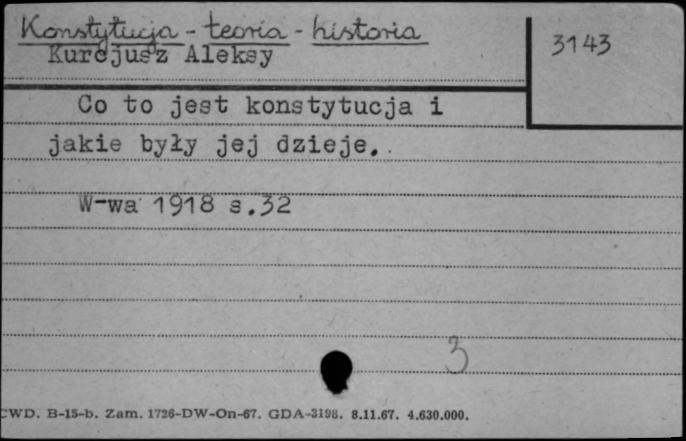 Konstytucja - teoria - historia
3143
Kurcjusz Aleksy
Co to jest konstytucja i
jakie były jej dzieje.
W-wa 1918 s.32
3
CWD. B-15-b. Zam. 1726-DW-On-67. GDA-3198. 8.11.67. 4.630.000.